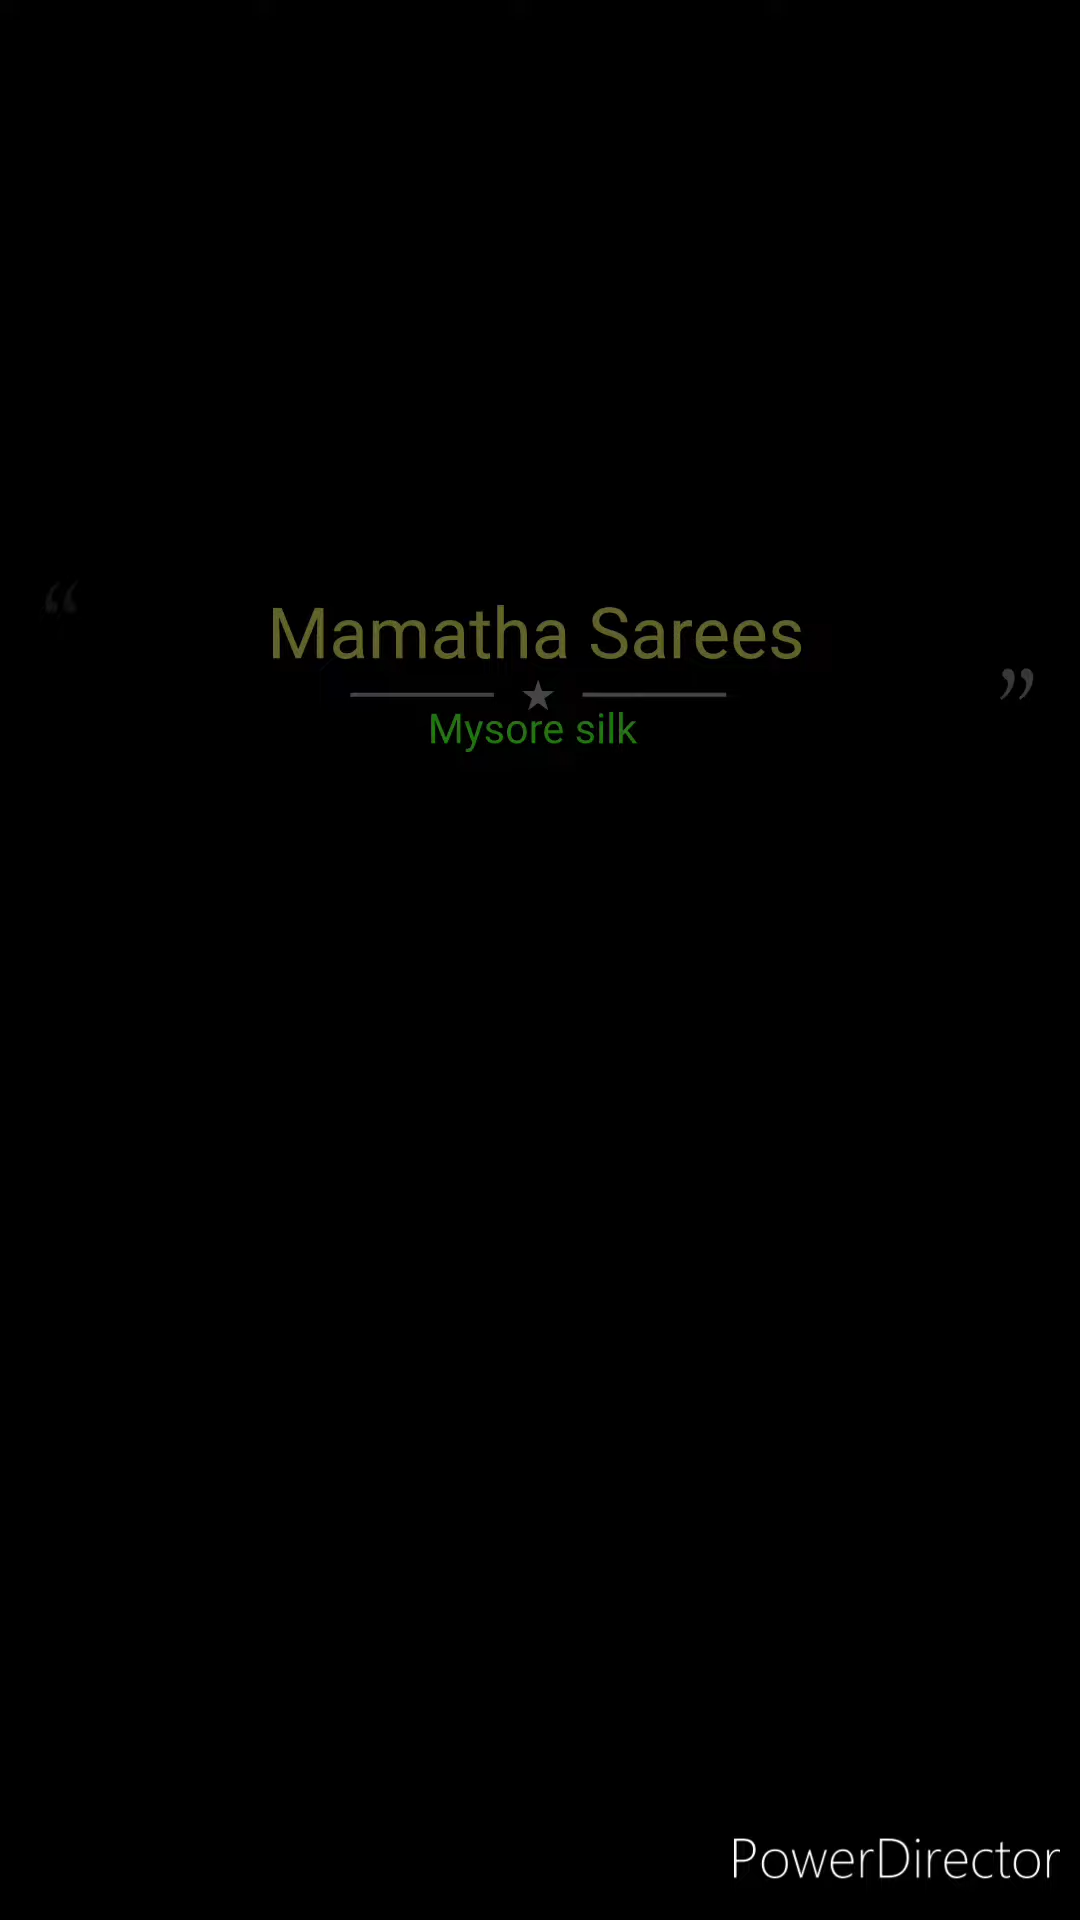 “
Mamatha Sarees
”
★
Mysore silk
PowerDirector